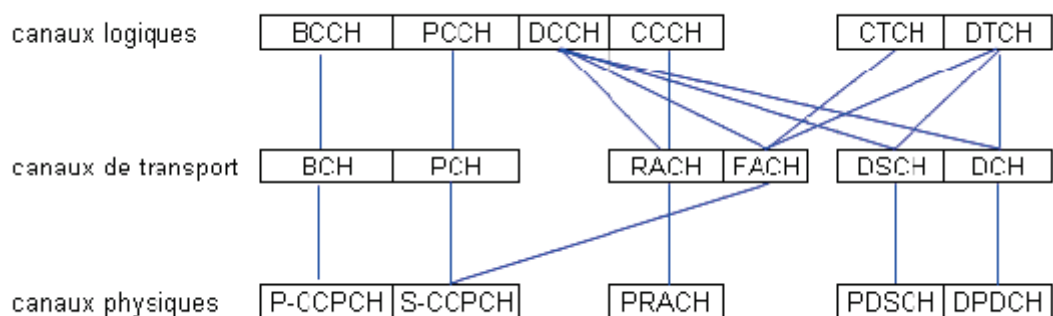 canaux logiques BCCH PCCH DCCH CCCH CTCH DTCH
canaux de transport BCH PCH RACH FACH DSCH DCH
canaux physiques P-CCPCH S-CCPCH PRACH PDSCH DPDCH